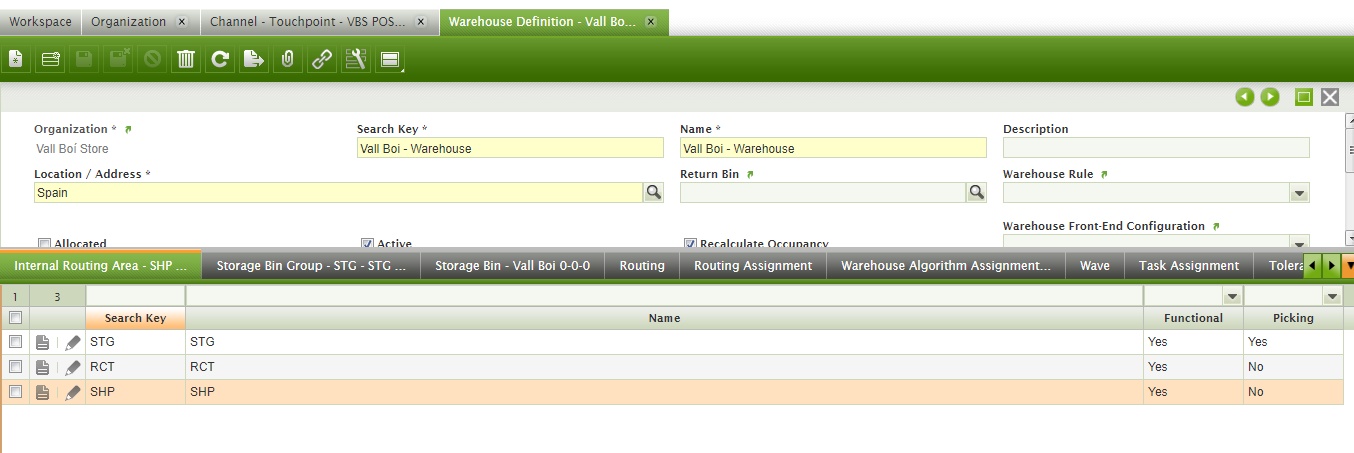 Workspace Organization Channel - Touchpoint - VBS POS... Warehouse Definition - Vall Bo...
Organization * Search Key * Name * Description
Vall Boí Store Vall Boi - Warehouse Vall Boi - Warehouse
Location / Address * Return Bin Warehouse Rule
Spain
Warehouse Front-End Configuration
Allocated Active Recalculate Occupancy
Internal Routing Area - SHP ... Storage Bin Group - STG - STG ... Storage Bin - Vall Boi 0-0-0 Routing Routing Assignment Warehouse Algorithm Assignment... Wave Task Assignment Tolera
1 3
Search Key Name Functional Picking
STG STG Yes Yes
RCT RCT Yes No
SHP SHP Yes No